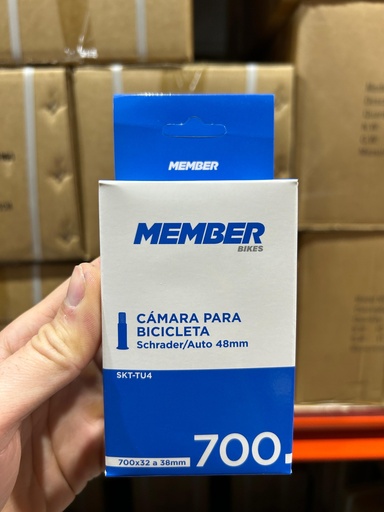 MEMBER
MEMBER
BIKES
CÁMARA PARA
BICICLETA
Schrader/Auto 48mm
SKT-TU4
700x32 a 38mm
700